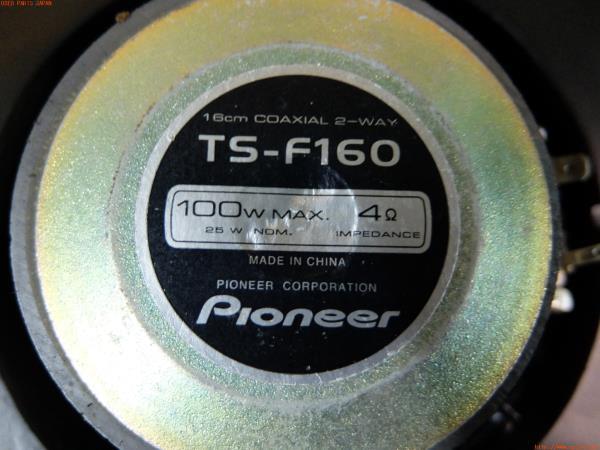 USED PARTS JAPAN
16cm COAXIAL 2-WAY
TS-F160
100W MAX. 4Ω
25 W NOM. IMPEDANCE
MADE IN CHINA
PIONEER CORPORATION
Pioneer